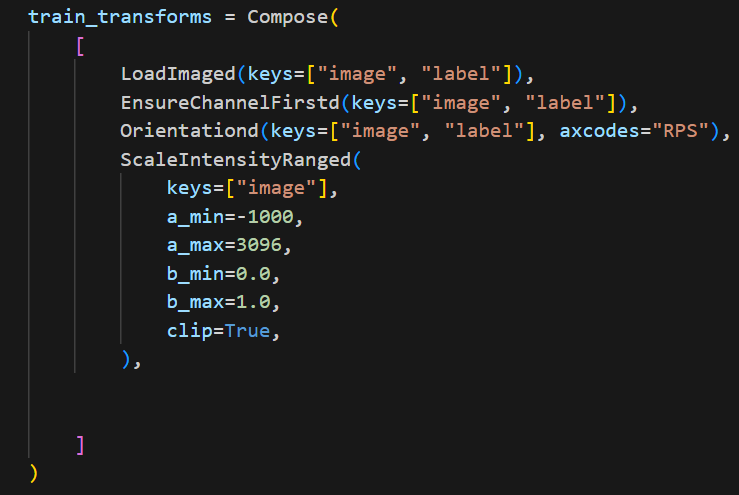 train_transforms = Compose(
[
LoadImaged(keys=["image", "label"]),
EnsureChannelFirstd(keys=["image", "label"]),
Orientationd(keys=["image", "label"], axcodes="RPS"),
ScaleIntensityRanged(
keys=["image"],
a_min=-1000,
a_max=3096,
b_min=0.0,
b_max=1.0,
clip=True,
),
]
)